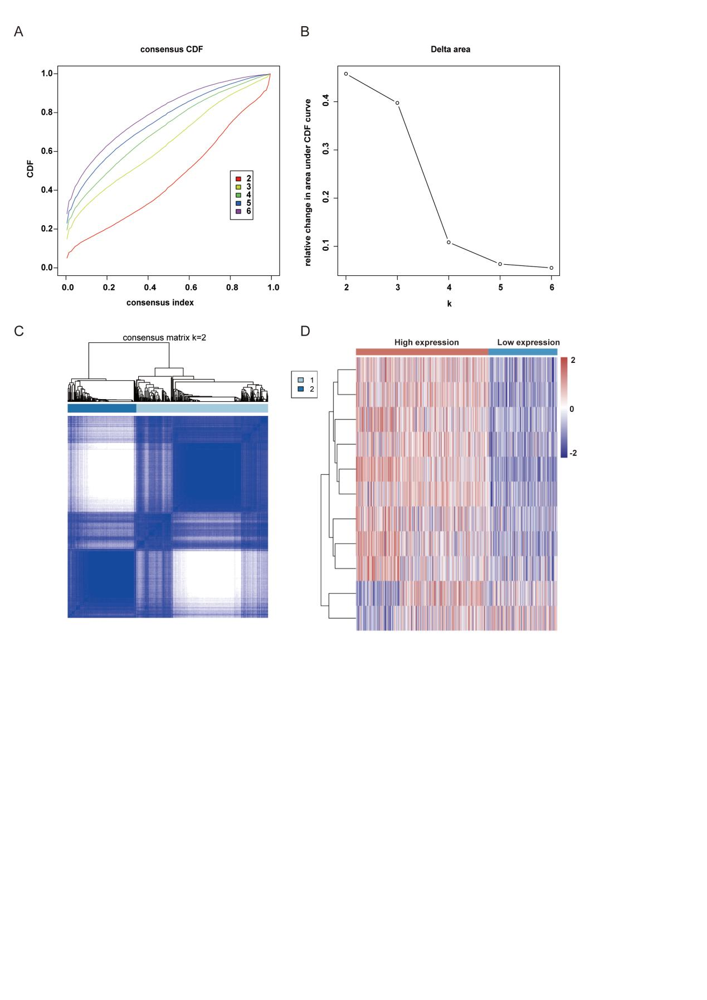 A
consensus CDF
CDF
1.0
0.8
0.6
0.4
0.2
0.0
2
3
4
5
6
0.0 0.2 0.4 0.6 0.8 1.0
consensus index
B
Delta area
relative change in area under CDF curve
0.4
0.3
0.2
0.1
2 3 4 5 6
k
C
consensus matrix k=2
1
2
D
High expression Low expression
2
0
-2